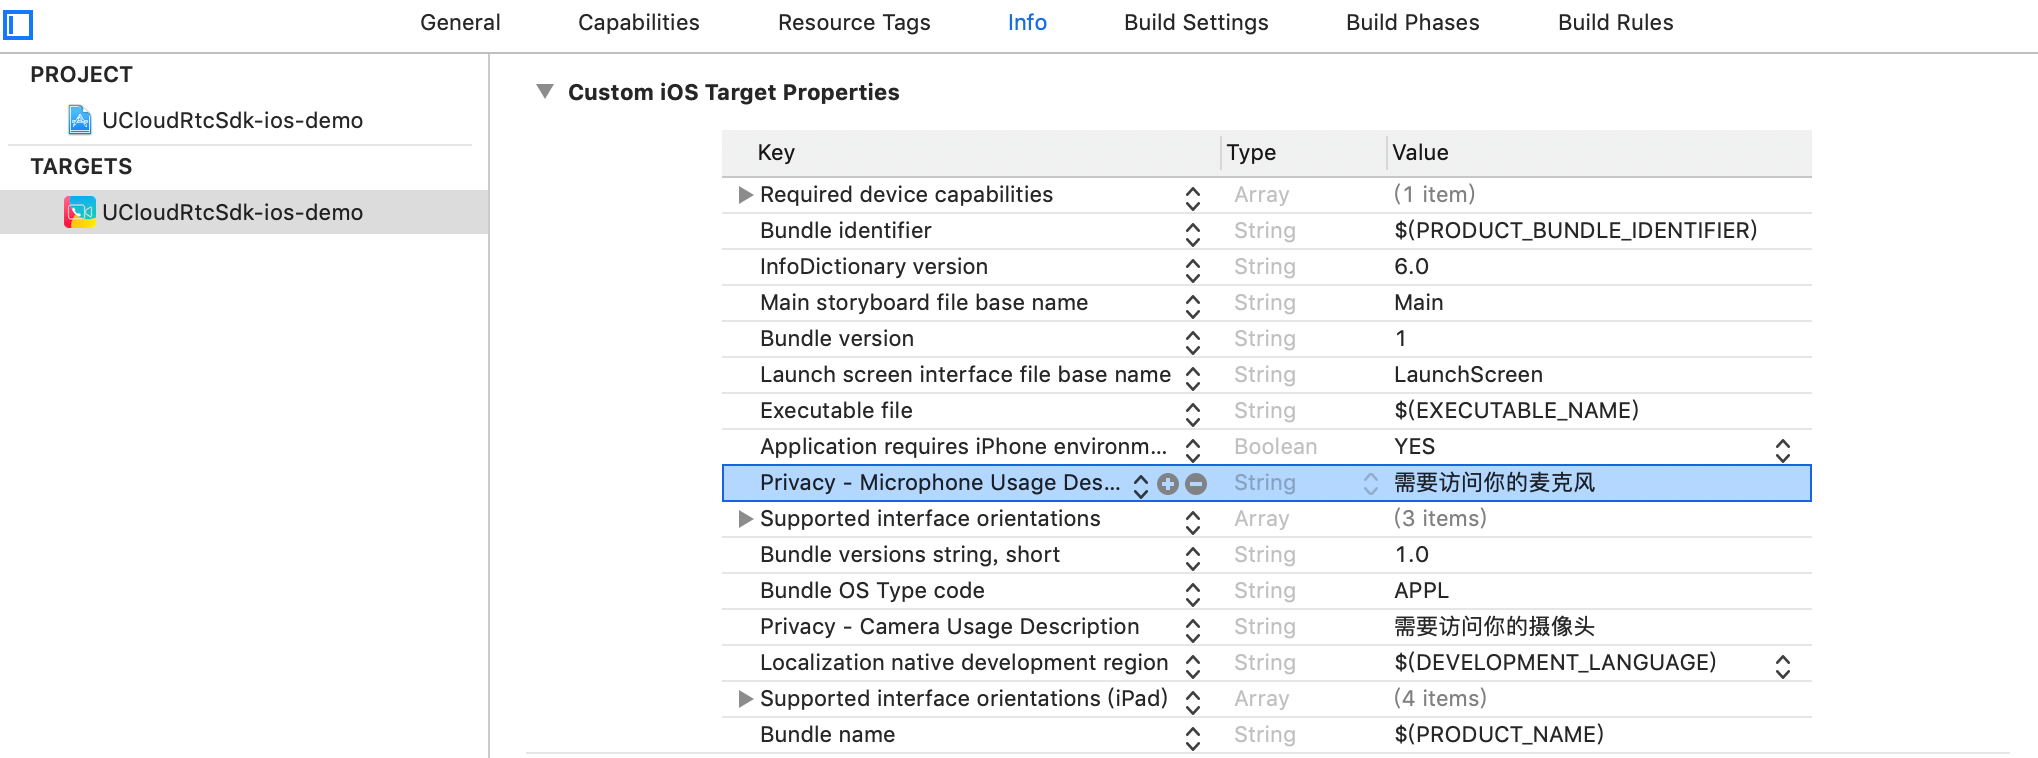 General Capabilities Resource Tags Info Build Settings Build Phases Build Rules
PROJECT
UCloudRtcSdk-ios-demo
TARGETS
UCloudRtcSdk-ios-demo
Custom iOS Target Properties
Key Type Value
Required device capabilities Array (1 item)
Bundle identifier String $(PRODUCT_BUNDLE_IDENTIFIER)
InfoDictionary version String 6.0
Main storyboard file base name String Main
Bundle version String 1
Launch screen interface file base name String LaunchScreen
Executable file String $(EXECUTABLE_NAME)
Application requires iPhone environm... Boolean YES
Privacy - Microphone Usage Des... String 需要访问你的麦克风
Supported interface orientations Array (3 items)
Bundle versions string, short String 1.0
Bundle OS Type code String APPL
Privacy - Camera Usage Description String 需要访问你的摄像头
Localization native development region String $(DEVELOPMENT_LANGUAGE)
Supported interface orientations (iPad) Array (4 items)
Bundle name String $(PRODUCT_NAME)